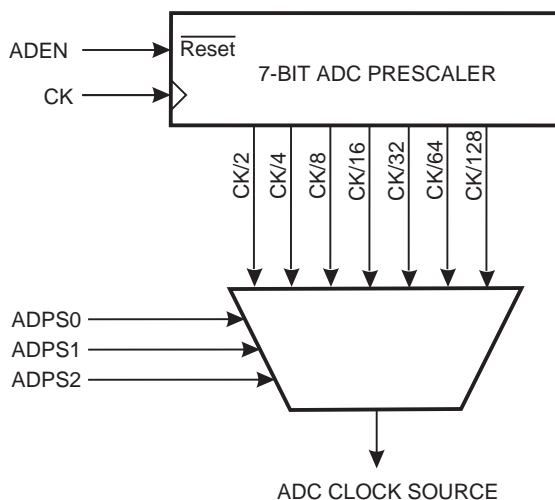 ADEN
Reset
7-BIT ADC PRESCALER
CK
CK/2
CK/4
CK/8
CK/16
CK/32
CK/64
CK/128
ADPS0
ADPS1
ADPS2
ADC CLOCK SOURCE